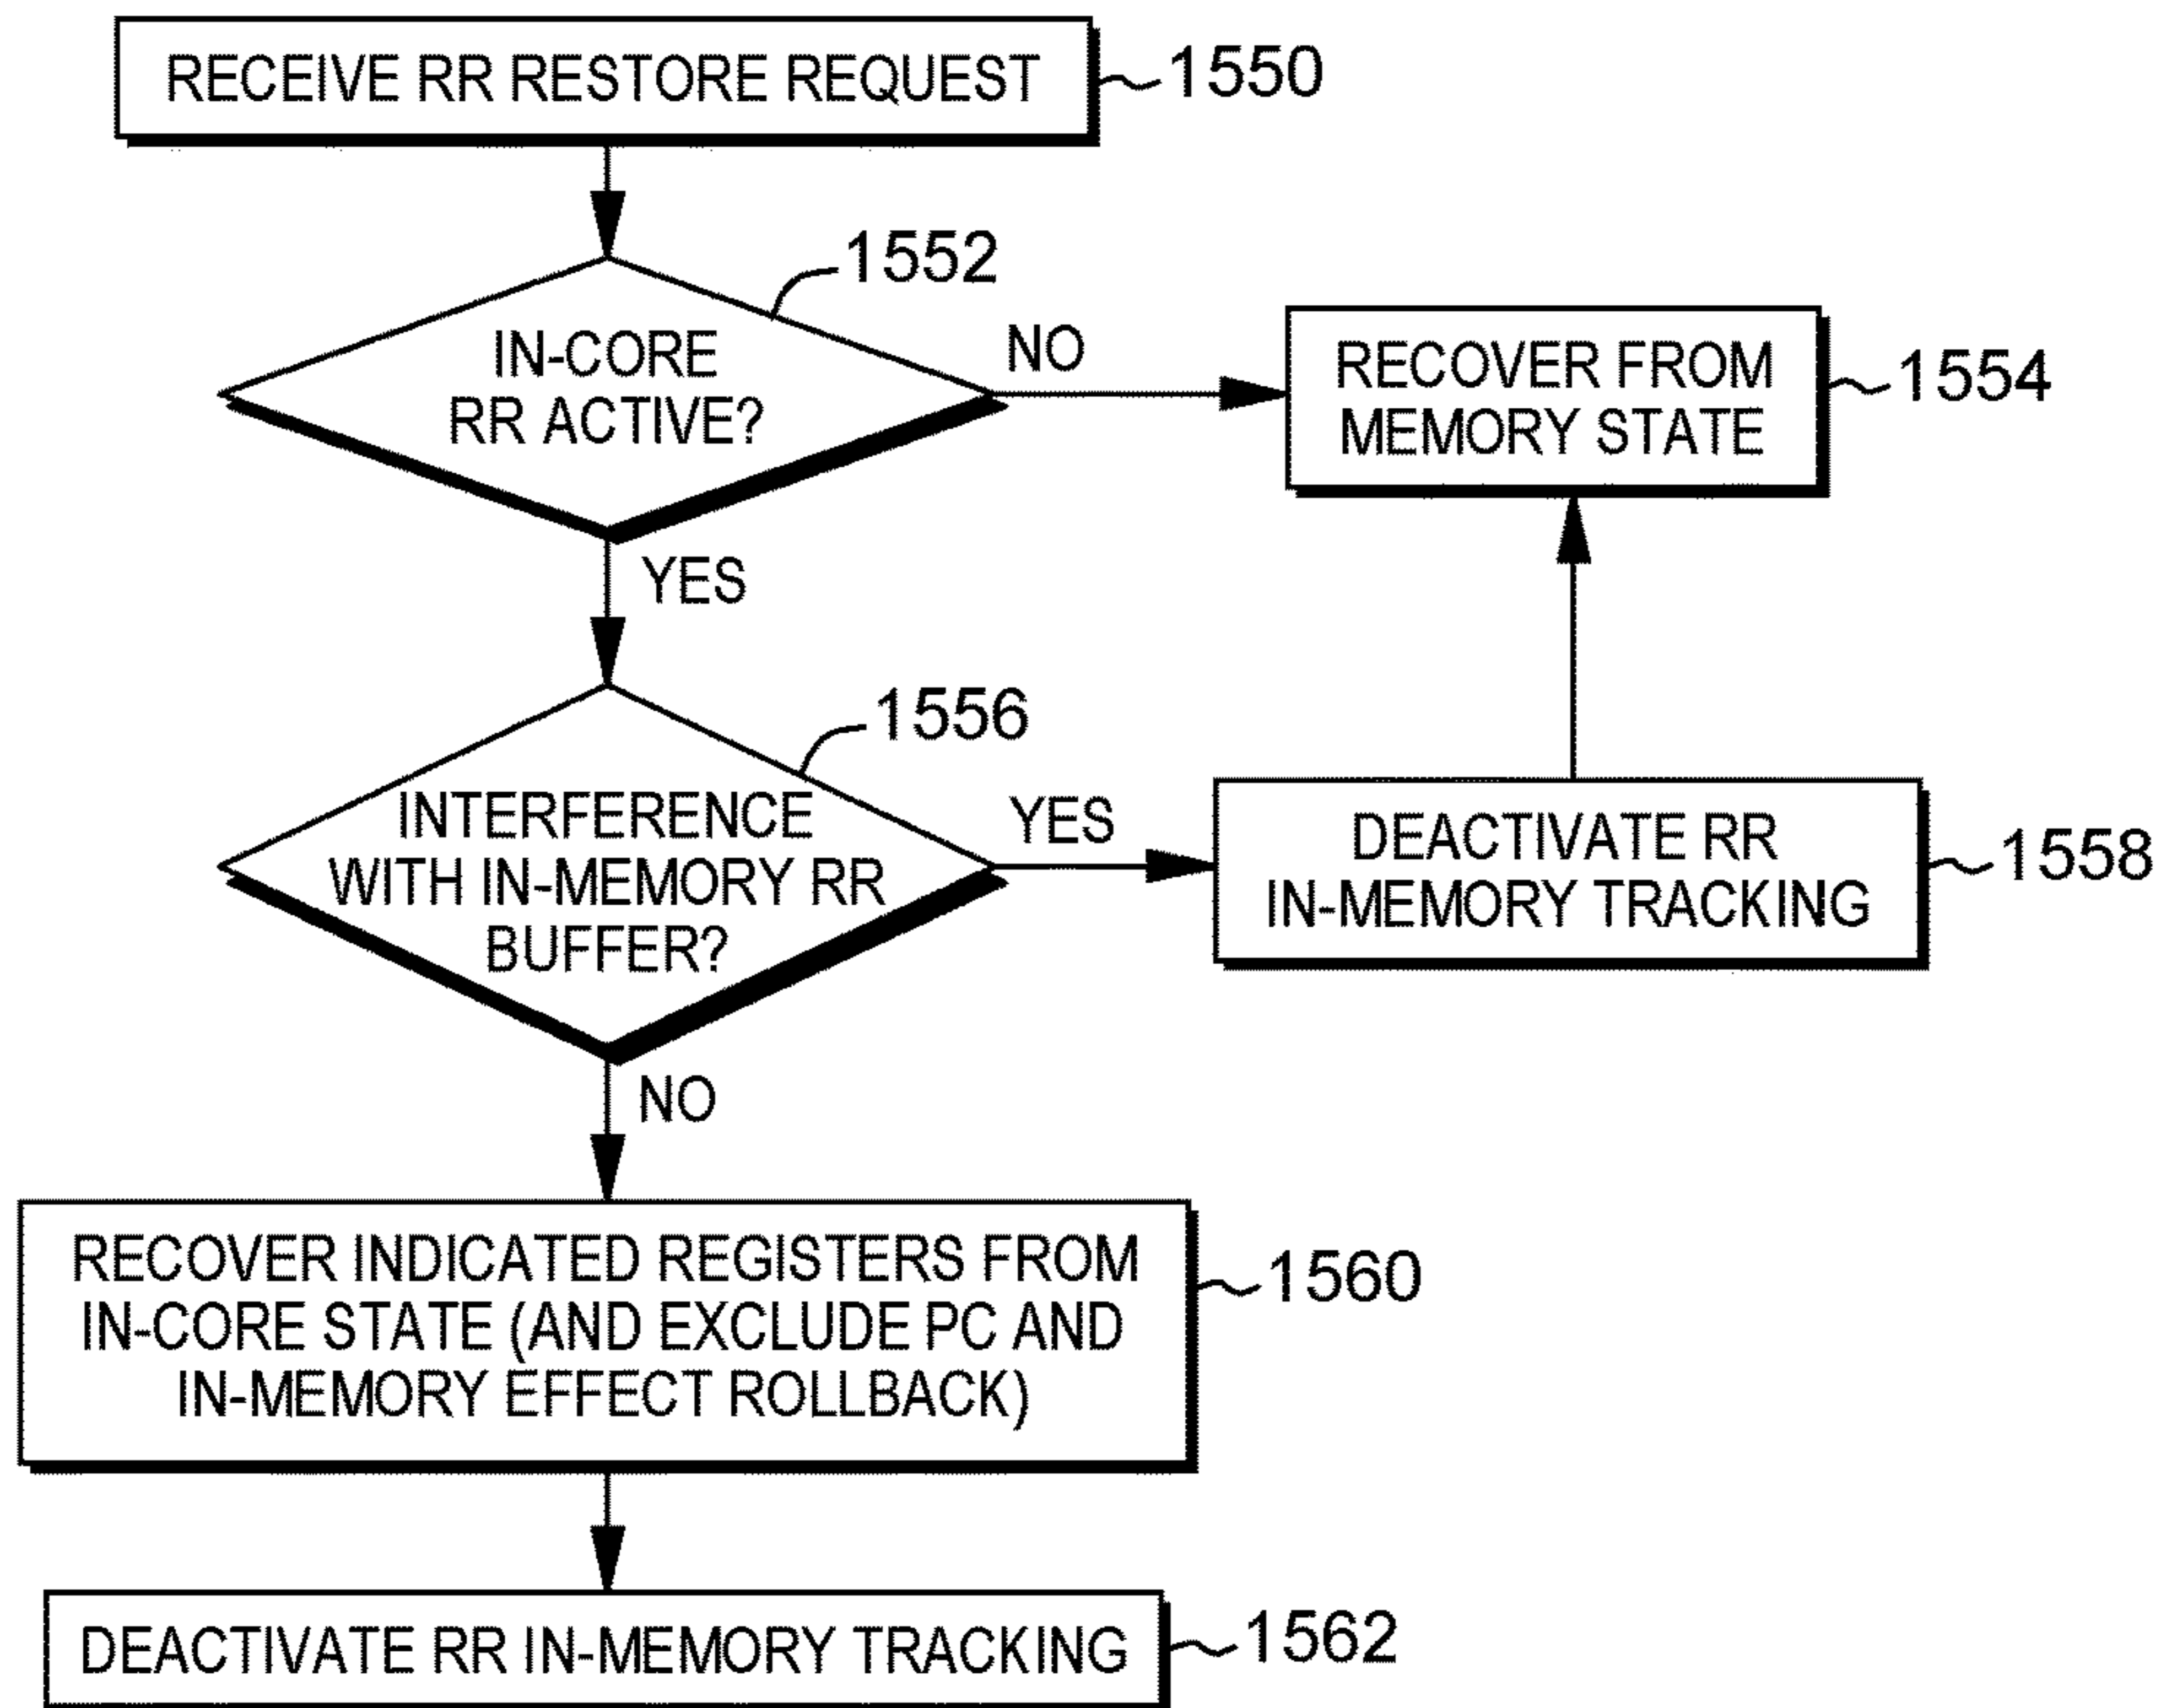 RECEIVE RR RESTORE REQUEST
1550
1552
IN-CORE
RR ACTIVE?
NO
RECOVER FROM
MEMORY STATE
1554
YES
1556
INTERFERENCE
WITH IN-MEMORY RR
BUFFER?
YES
DEACTIVATE RR
IN-MEMORY TRACKING
1558
NO
RECOVER INDICATED REGISTERS FROM
IN-CORE STATE (AND EXCLUDE PC AND
IN-MEMORY EFFECT ROLLBACK)
1560
DEACTIVATE RR IN-MEMORY TRACKING
1562